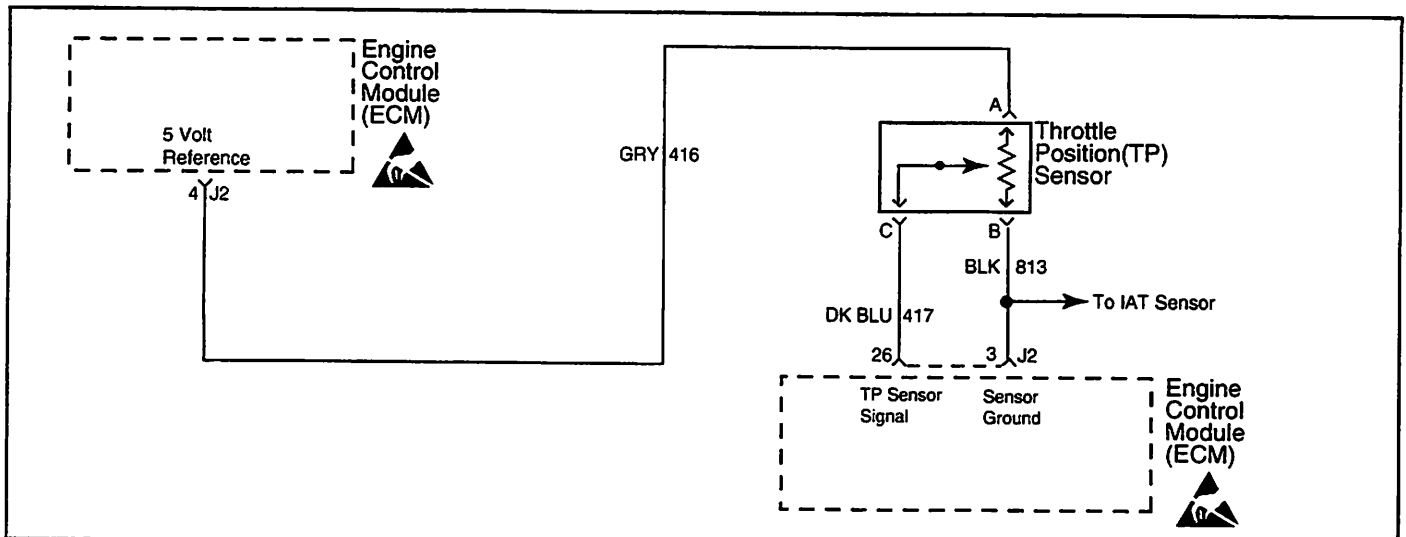 Engine
Control
Module
(ECM)
5 Volt
Reference
4 J2
GRY 416
A
Throttle
Position(TP)
Sensor
C
B
BLK 813
To IAT Sensor
DK BLU 417
26
3 J2
TP Sensor
Signal
Sensor
Ground
Engine
Control
Module
(ECM)